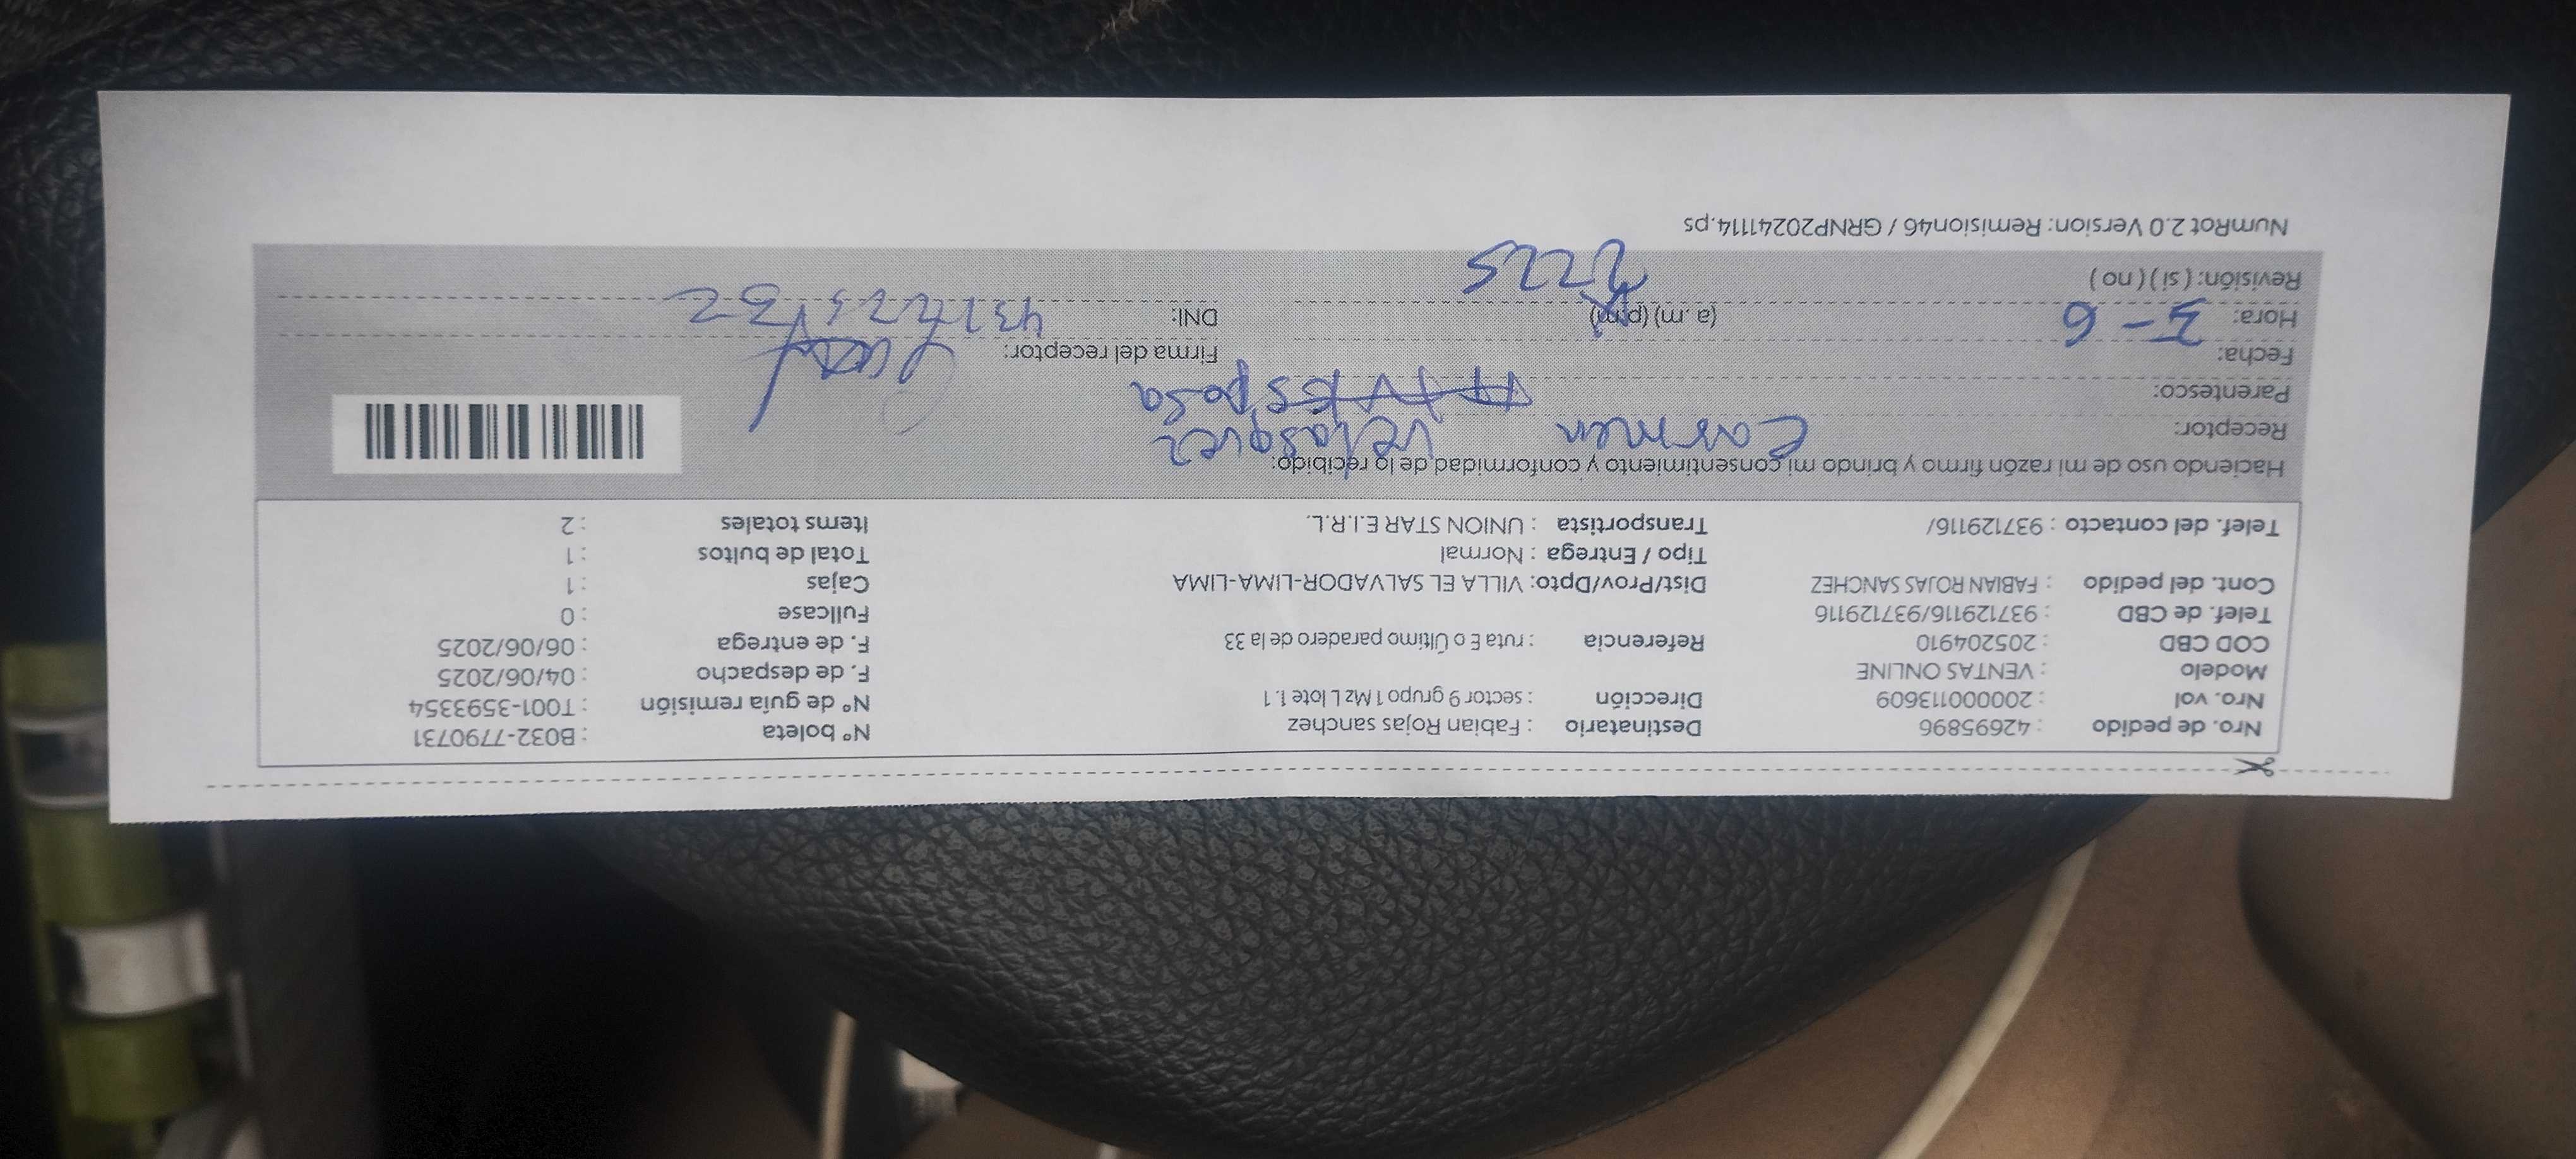 Nro. de pedido : 42695896 Destinatario : Fabian Rojas sanchez N° boleta : B032-7790731
Nro. vol : 200000113609 Dirección : sector 9 grupo 1 Mz L lote 1. 1 N° de guía remisión : T001-3593354
Modelo : VENTAS ONLINE F. de despacho : 04/06/2025
COD CBD : 205204910 Referencia : ruta E o Último paradero de la 33 F. de entrega : 06/06/2025
Telef. de CBD : 937129116/937129116 Fullcase : 0
Cont. del pedido : FABIAN ROJAS SANCHEZ Dist/Prov/Dpto: VILLA EL SALVADOR-LIMA-LIMA Cajas : 1
Tipo / Entrega : Normal Total de bultos : 1
Telef. del contacto : 937129116/ Transportista : UNION STAR E.I.R.L. Items totales : 2
Haciendo uso de mi razón firmo y brindo mi consentimiento y conformidad de lo recibido:
Receptor: Carmen Velasquez
Parentesco: Esposa
Fecha: Firma del receptor:
Hora: 5-6 (a. m) (p.m) DNI:
Revisión: ( si ) ( no )
NumRot 2.0 Version: Remision46 / GRNP20241114.ps